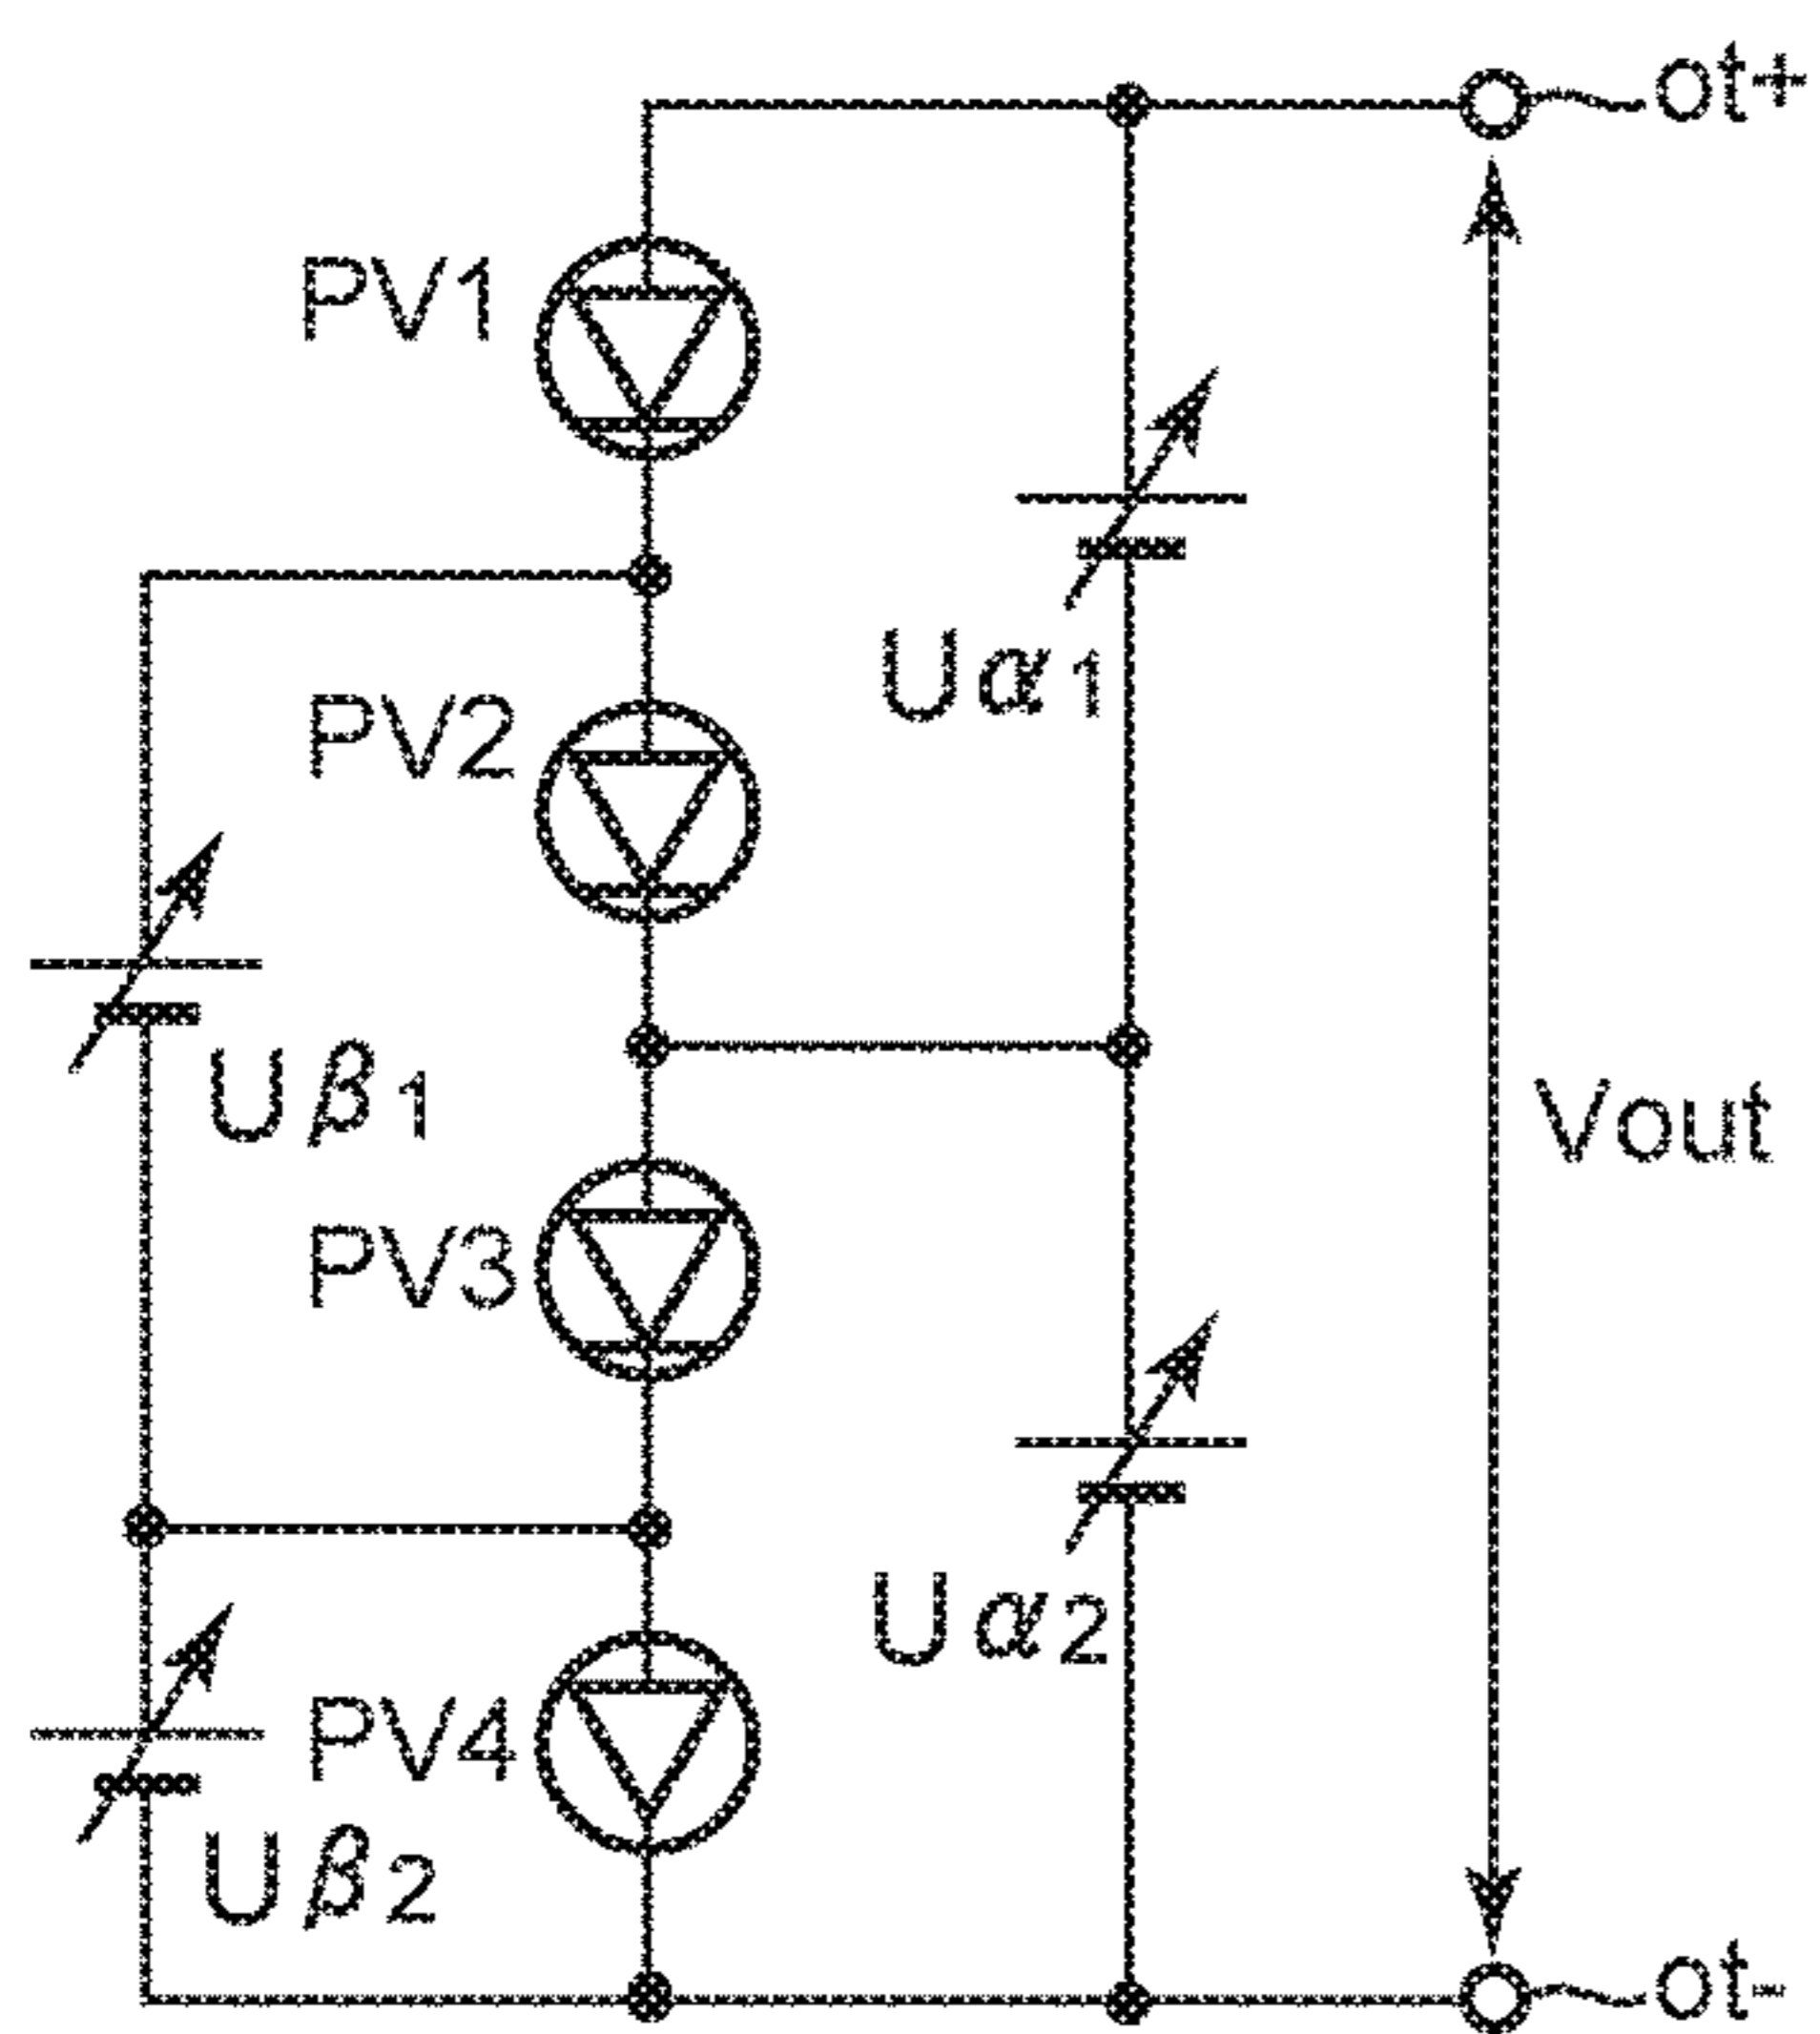 ot+
PV1
Uα1
PV2
Uβ1
Vout
PV3
Uα2
PV4
Uβ2
ot-